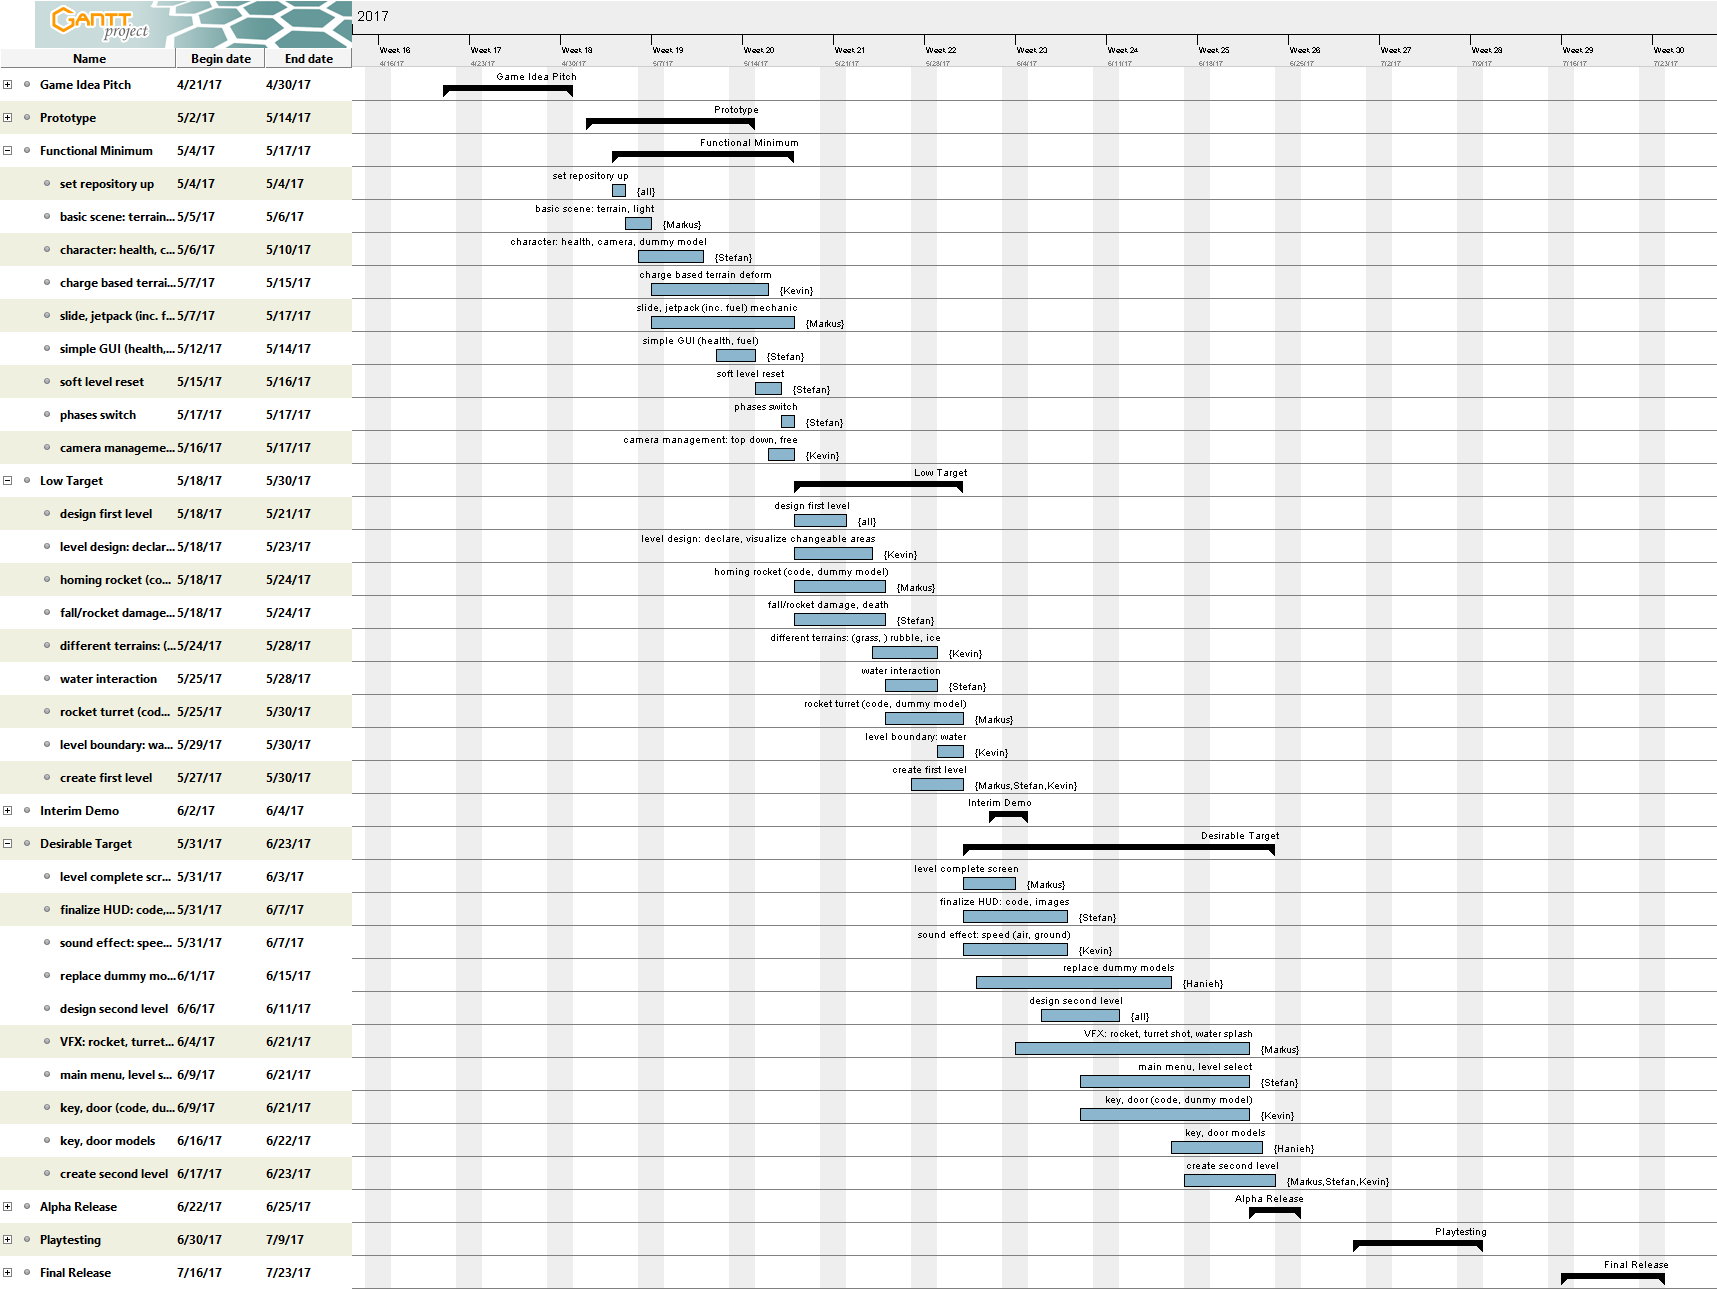 GANTT
project
2017
Name Begin date End date
Week 16 Week 17 Week 18 Week 19 Week 20 Week 21 Week 22 Week 23 Week 24 Week 25 Week 26 Week 27 Week 28 Week 29 Week 30
4/16/17 4/23/17 4/30/17 5/7/17 5/14/17 5/21/17 5/28/17 6/4/17 6/11/17 6/18/17 6/25/17 7/2/17 7/9/17 7/16/17 7/23/17
Game Idea Pitch 4/21/17 4/30/17 Game Idea Pitch
Prototype 5/2/17 5/14/17 Prototype
Functional Minimum 5/4/17 5/17/17 Functional Minimum
set repository up 5/4/17 5/4/17 set repository up {all}
basic scene: terrain... 5/5/17 5/6/17 basic scene: terrain, light {Markus}
character: health, c... 5/6/17 5/10/17 character: health, camera, dummy model {Stefan}
charge based terrai... 5/7/17 5/15/17 charge based terrain deform {Kevin}
slide, jetpack (inc. f... 5/7/17 5/17/17 slide, jetpack (inc. fuel) mechanic {Markus}
simple GUI (health,... 5/12/17 5/14/17 simple GUI (health, fuel) {Stefan}
soft level reset 5/15/17 5/16/17 soft level reset {Stefan}
phases switch 5/17/17 5/17/17 phases switch {Stefan}
camera manageme... 5/16/17 5/17/17 camera management: top down, free {Kevin}
Low Target 5/18/17 5/30/17 Low Target
design first level 5/18/17 5/21/17 design first level {all}
level design: declar... 5/18/17 5/23/17 level design: declare, visualize changeable areas {Kevin}
homing rocket (co... 5/18/17 5/24/17 homing rocket (code, dummy model) {Markus}
fall/rocket damage... 5/18/17 5/24/17 fall/rocket damage, death {Stefan}
different terrains: (... 5/24/17 5/28/17 different terrains: (grass, ) rubble, ice {Kevin}
water interaction 5/25/17 5/28/17 water interaction {Stefan}
rocket turret (cod... 5/25/17 5/30/17 rocket turret (code, dummy model) {Markus}
level boundary: wa... 5/29/17 5/30/17 level boundary: water {Kevin}
create first level 5/27/17 5/30/17 create first level {Markus,Stefan,Kevin}
Interim Demo 6/2/17 6/4/17 Interim Demo
Desirable Target 5/31/17 6/23/17 Desirable Target
level complete scr... 5/31/17 6/3/17 level complete screen {Markus}
finalize HUD: code,... 5/31/17 6/7/17 finalize HUD: code, images {Stefan}
sound effect: spee... 5/31/17 6/7/17 sound effect: speed (air, ground) {Kevin}
replace dummy mo... 6/1/17 6/15/17 replace dummy models {Hanieh}
design second level 6/6/17 6/11/17 design second level {all}
VFX: rocket, turret... 6/4/17 6/21/17 VFX: rocket, turret shot, water splash {Markus}
main menu, level s... 6/9/17 6/21/17 main menu, level select {Stefan}
key, door (code, du... 6/9/17 6/21/17 key, door (code, dunmy model) {Kevin}
key, door models 6/16/17 6/22/17 key, door models {Hanieh}
create second level 6/17/17 6/23/17 create second level {Markus,Stefan,Kevin}
Alpha Release 6/22/17 6/25/17 Alpha Release
Playtesting 6/30/17 7/9/17 Playtesting
Final Release 7/16/17 7/23/17 Final Release